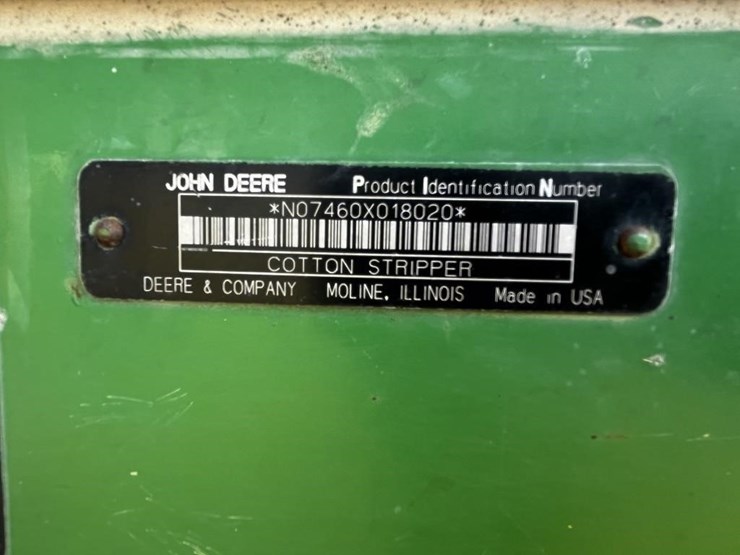 JOHN DEERE Product Identification Number
*N07460X018020*
COTTON STRIPPER
DEERE & COMPANY MOLINE, ILLINOIS Made in USA